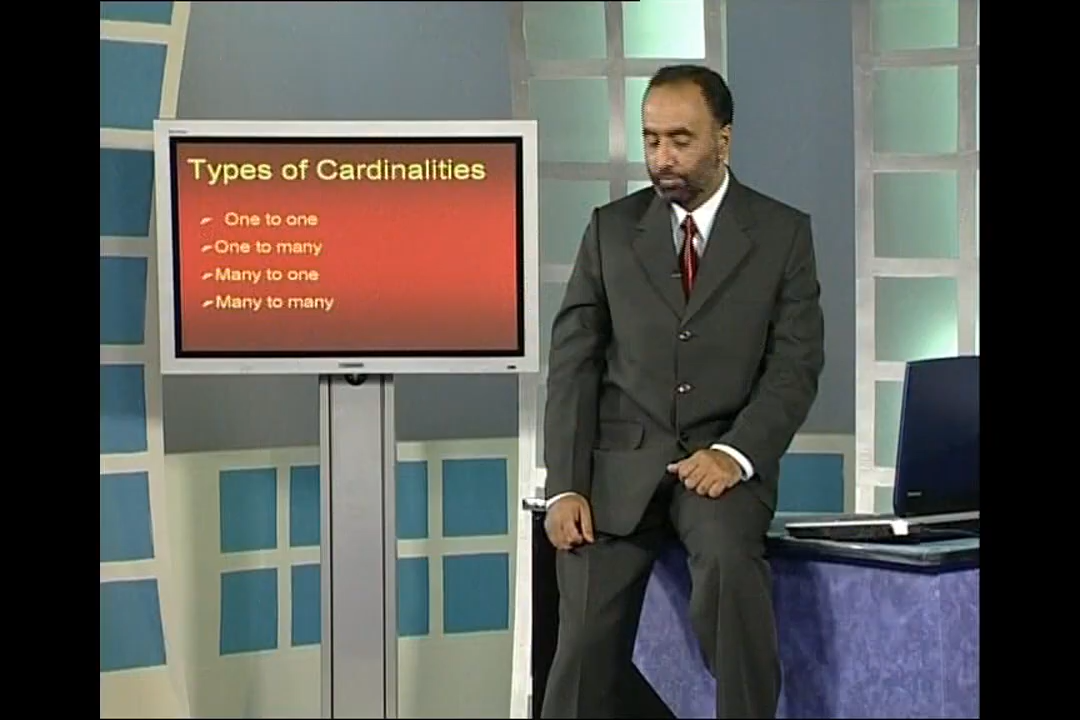 Types of Cardinalities
One to one
One to many
Many to one
Many to many